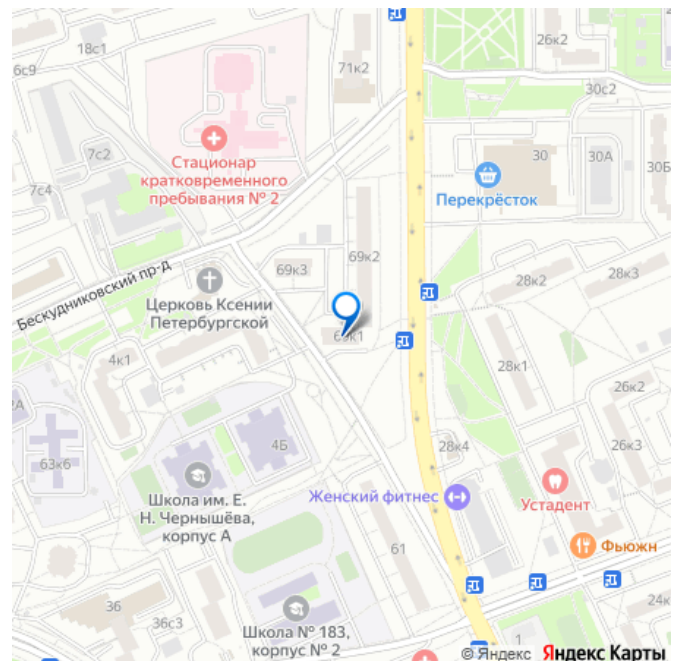 18с1
6с9
71к2
26к2
30с2
7с2
Стационар
кратковременного
пребывания № 2
7с4
30
30А
30Б
Перекрёсток
69к2
69к3
Бескудниковский пр-д
Церковь Ксении
Петербургской
28к2
28к3
69к1
4к1
28к1
26к2
2А
63к6
4Б
28к4
26к3
Школа им. Е.
Н. Чернышёва,
корпус А
Женский фитнес
Устадент
61
Фьюжн
36
36с3
24к
Школа № 183,
корпус № 2
1
© Яндекс Яндекс Карты